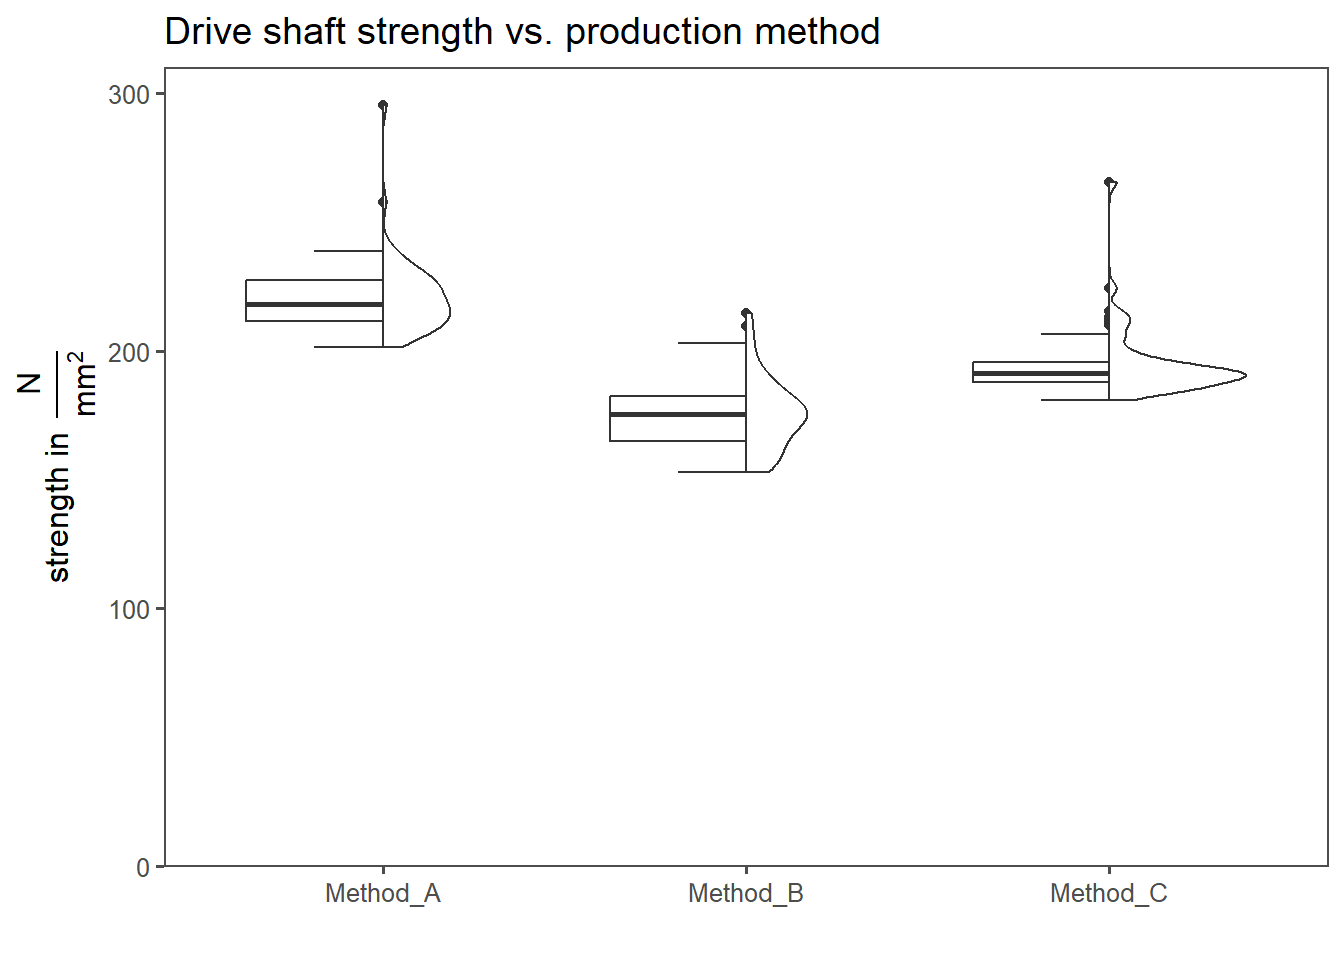 Drive shaft strength vs. production method
strength in N
mm²
300
200
100
0
Method_A Method_B Method_C